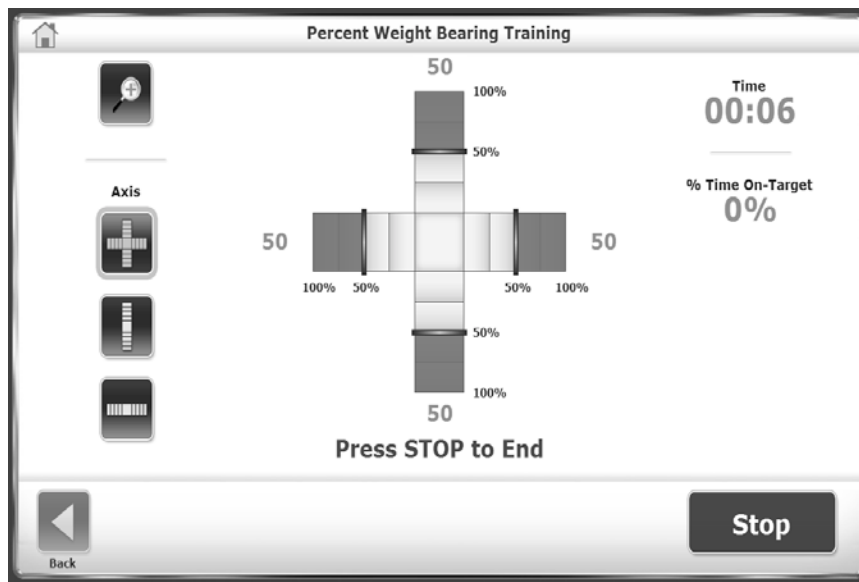 Percent Weight Bearing Training
50
100%
50%
Time
00:06
% Time On-Target
0%
Axis
50
50
100% 50%
50% 100%
50%
100%
50
Press STOP to End
Back
Stop